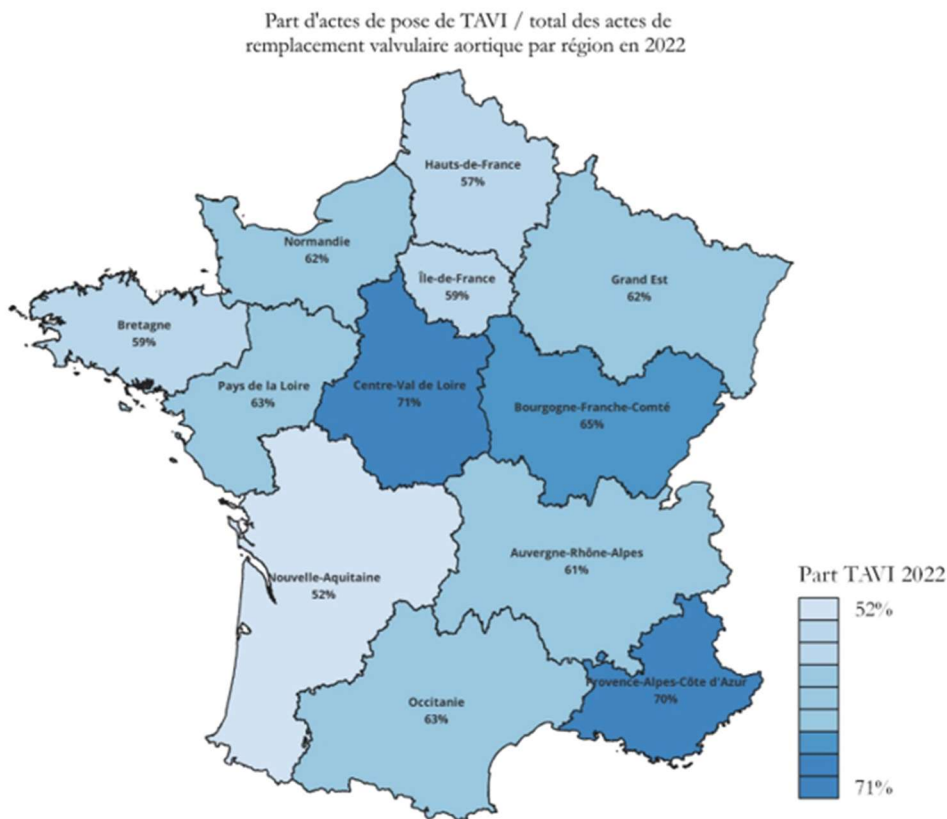 Part d'actes de pose de TAVI / total des actes de
remplacement valvulaire aortique par région en 2022
Hauts-de-France
57%
Normandie
62%
Île-de-France
59%
Grand Est
62%
Bretagne
59%
Pays de la Loire
63%
Centre-Val de Loire
71%
Bourgogne-Franche-Comté
65%
Auvergne-Rhône-Alpes
61%
Nouvelle-Aquitaine
52%
Provence-Alpes-Côte d'Azur
70%
Occitanie
63%
Part TAVI 2022
52%
71%